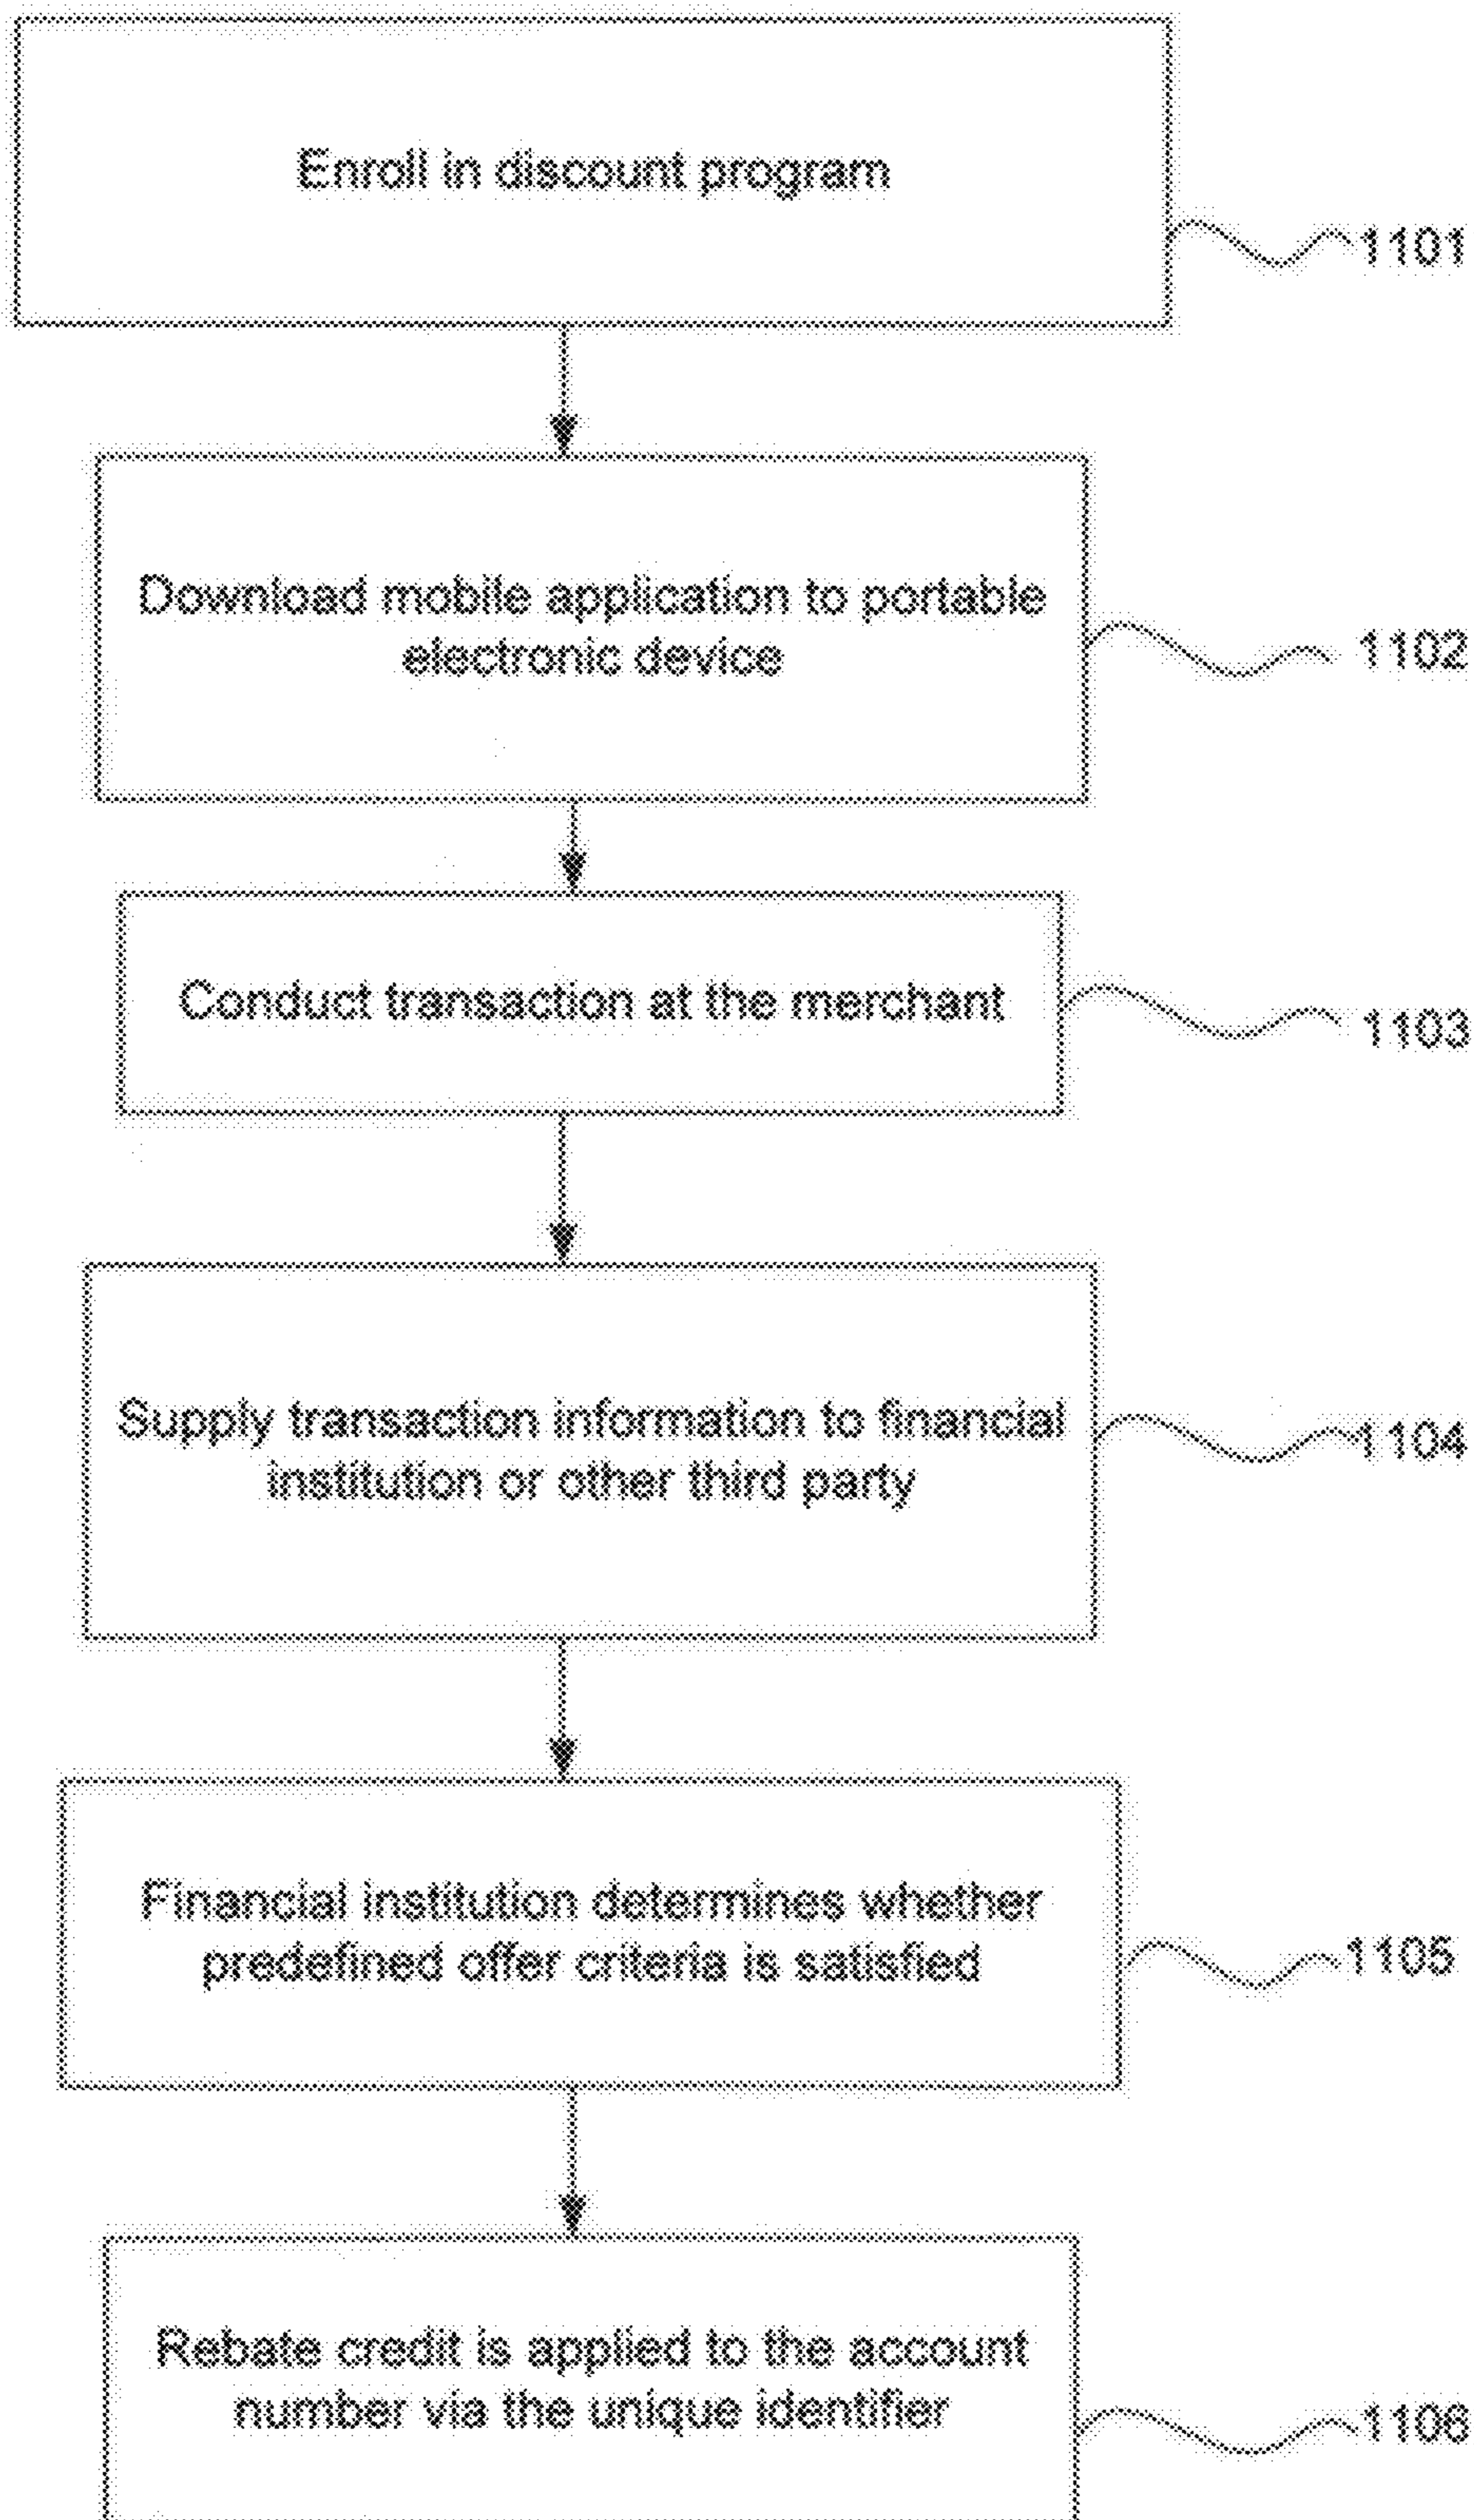 Enroll in discount program
1101
Download mobile application to portable
electronic device
1102
Conduct transaction at the merchant
1103
Supply transaction information to financial
institution or other third party
1104
Financial institution determines whether
predefined offer criteria is satisfied
1105
Rebate credit is applied to the account
number via the unique identifier
1106